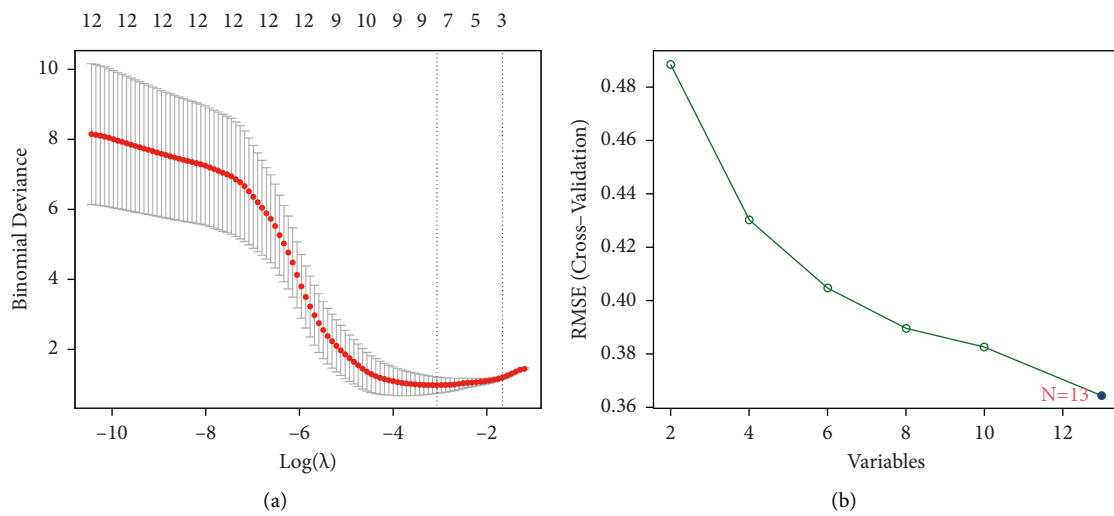 12 12 12 12 12 12 12 9 10 9 9 7 5 3
10
8
6
4
2
Binomial Deviance
−10 −8 −6 −4 −2
Log(λ)
(a)
0.48
0.46
0.44
0.42
0.40
0.38
0.36
RMSE (Cross−Validation)
N=13
2 4 6 8 10 12
Variables
(b)